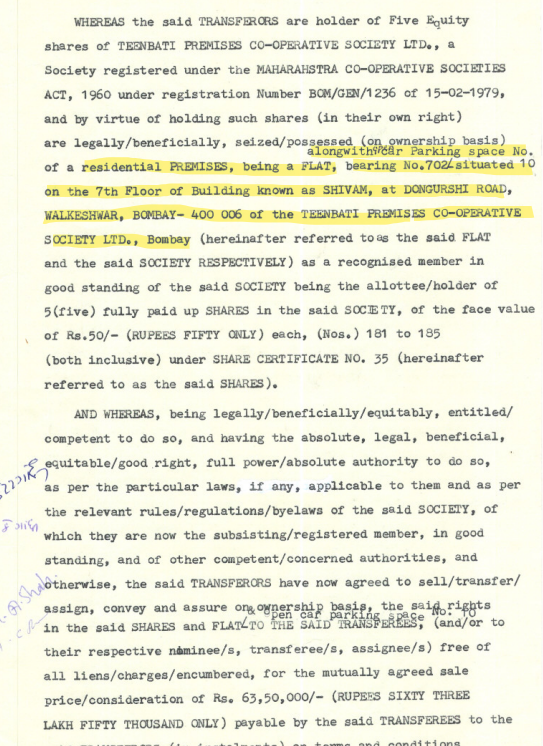 WHEREAS the said TRANSFERORS are holder of Five Equity
shares of TEENBATI PREMISES CO-OPERATIVE SOCIETY LTD., a
Society registered under the MAHARAHSTRA CO-OPERATIVE SOCIETIES
ACT, 1960 under registration Number BOM/GEN/1236 of 15-02-1979,
and by virtue of holding such shares (in their own right)
are legally/beneficially, seized/possessed (on ownership basis)
alongwith car Parking space No.
of a residential PREMISES, being a FLAT, bearing No.702/situated 10
on the 7th Floor of Building known as SHIVAM, at DONGURSHI ROAD,
WALKESHWAR, BOMBAY- 400 006 of the TEENBATI PREMISES CO-OPERATIVE
SOCIETY LTD., Bombay (hereinafter referred to as the said FLAT
and the said SOCIETY RESPECTIVELY) as a recognised member in
good standing of the said SOCIETY being the allottee/holder of
5(five) fully paid up SHARES in the said SOCIETY, of the face value
of Rs.50/- (RUPEES FIFTY ONLY) each, (Nos.) 181 to 185
(both inclusive) under SHARE CERTIFICATE NO. 35 (hereinafter
referred to as the said SHARES).
AND WHEREAS, being legally/beneficially/equitably, entitled/
competent to do so, and having the absolute, legal, beneficial,
equitable/good right, full power/absolute authority to do so,
as per the particular laws, if any, applicable to them and as per
the relevant rules/regulations/byelaws of the said SOCIETY, of
which they are now the subsisting/registered member, in good
standing, and of other competent/concerned authorities, and
otherwise, the said TRANSFERORS have now agreed to sell/transfer/
assign, convey and assure on ownership basis, the said rights
& open car parking space No. 10
in the said SHARES and FLAT/TO THE SAID TRANSFEREES, (and/or to
their respective nominee/s, transferee/s, assignee/s) free of
all liens/charges/encumbered, for the mutually agreed sale
price/consideration of Rs. 63,50,000/- (RUPEES SIXTY THREE
LAKH FIFTY THOUSAND ONLY) payable by the said TRANSFEREES to the